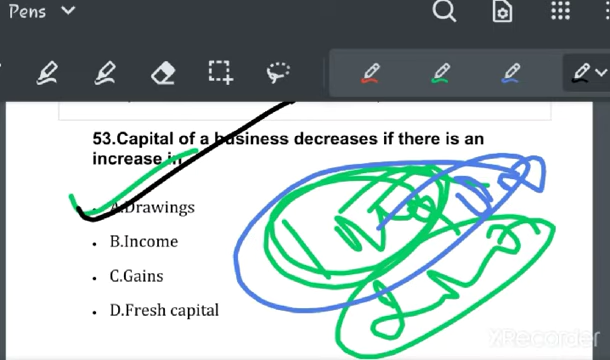 Pens
53.Capital of a business decreases if there is an
increase in
A.Drawings
B.Income
C.Gains
D.Fresh capital
XRecorder